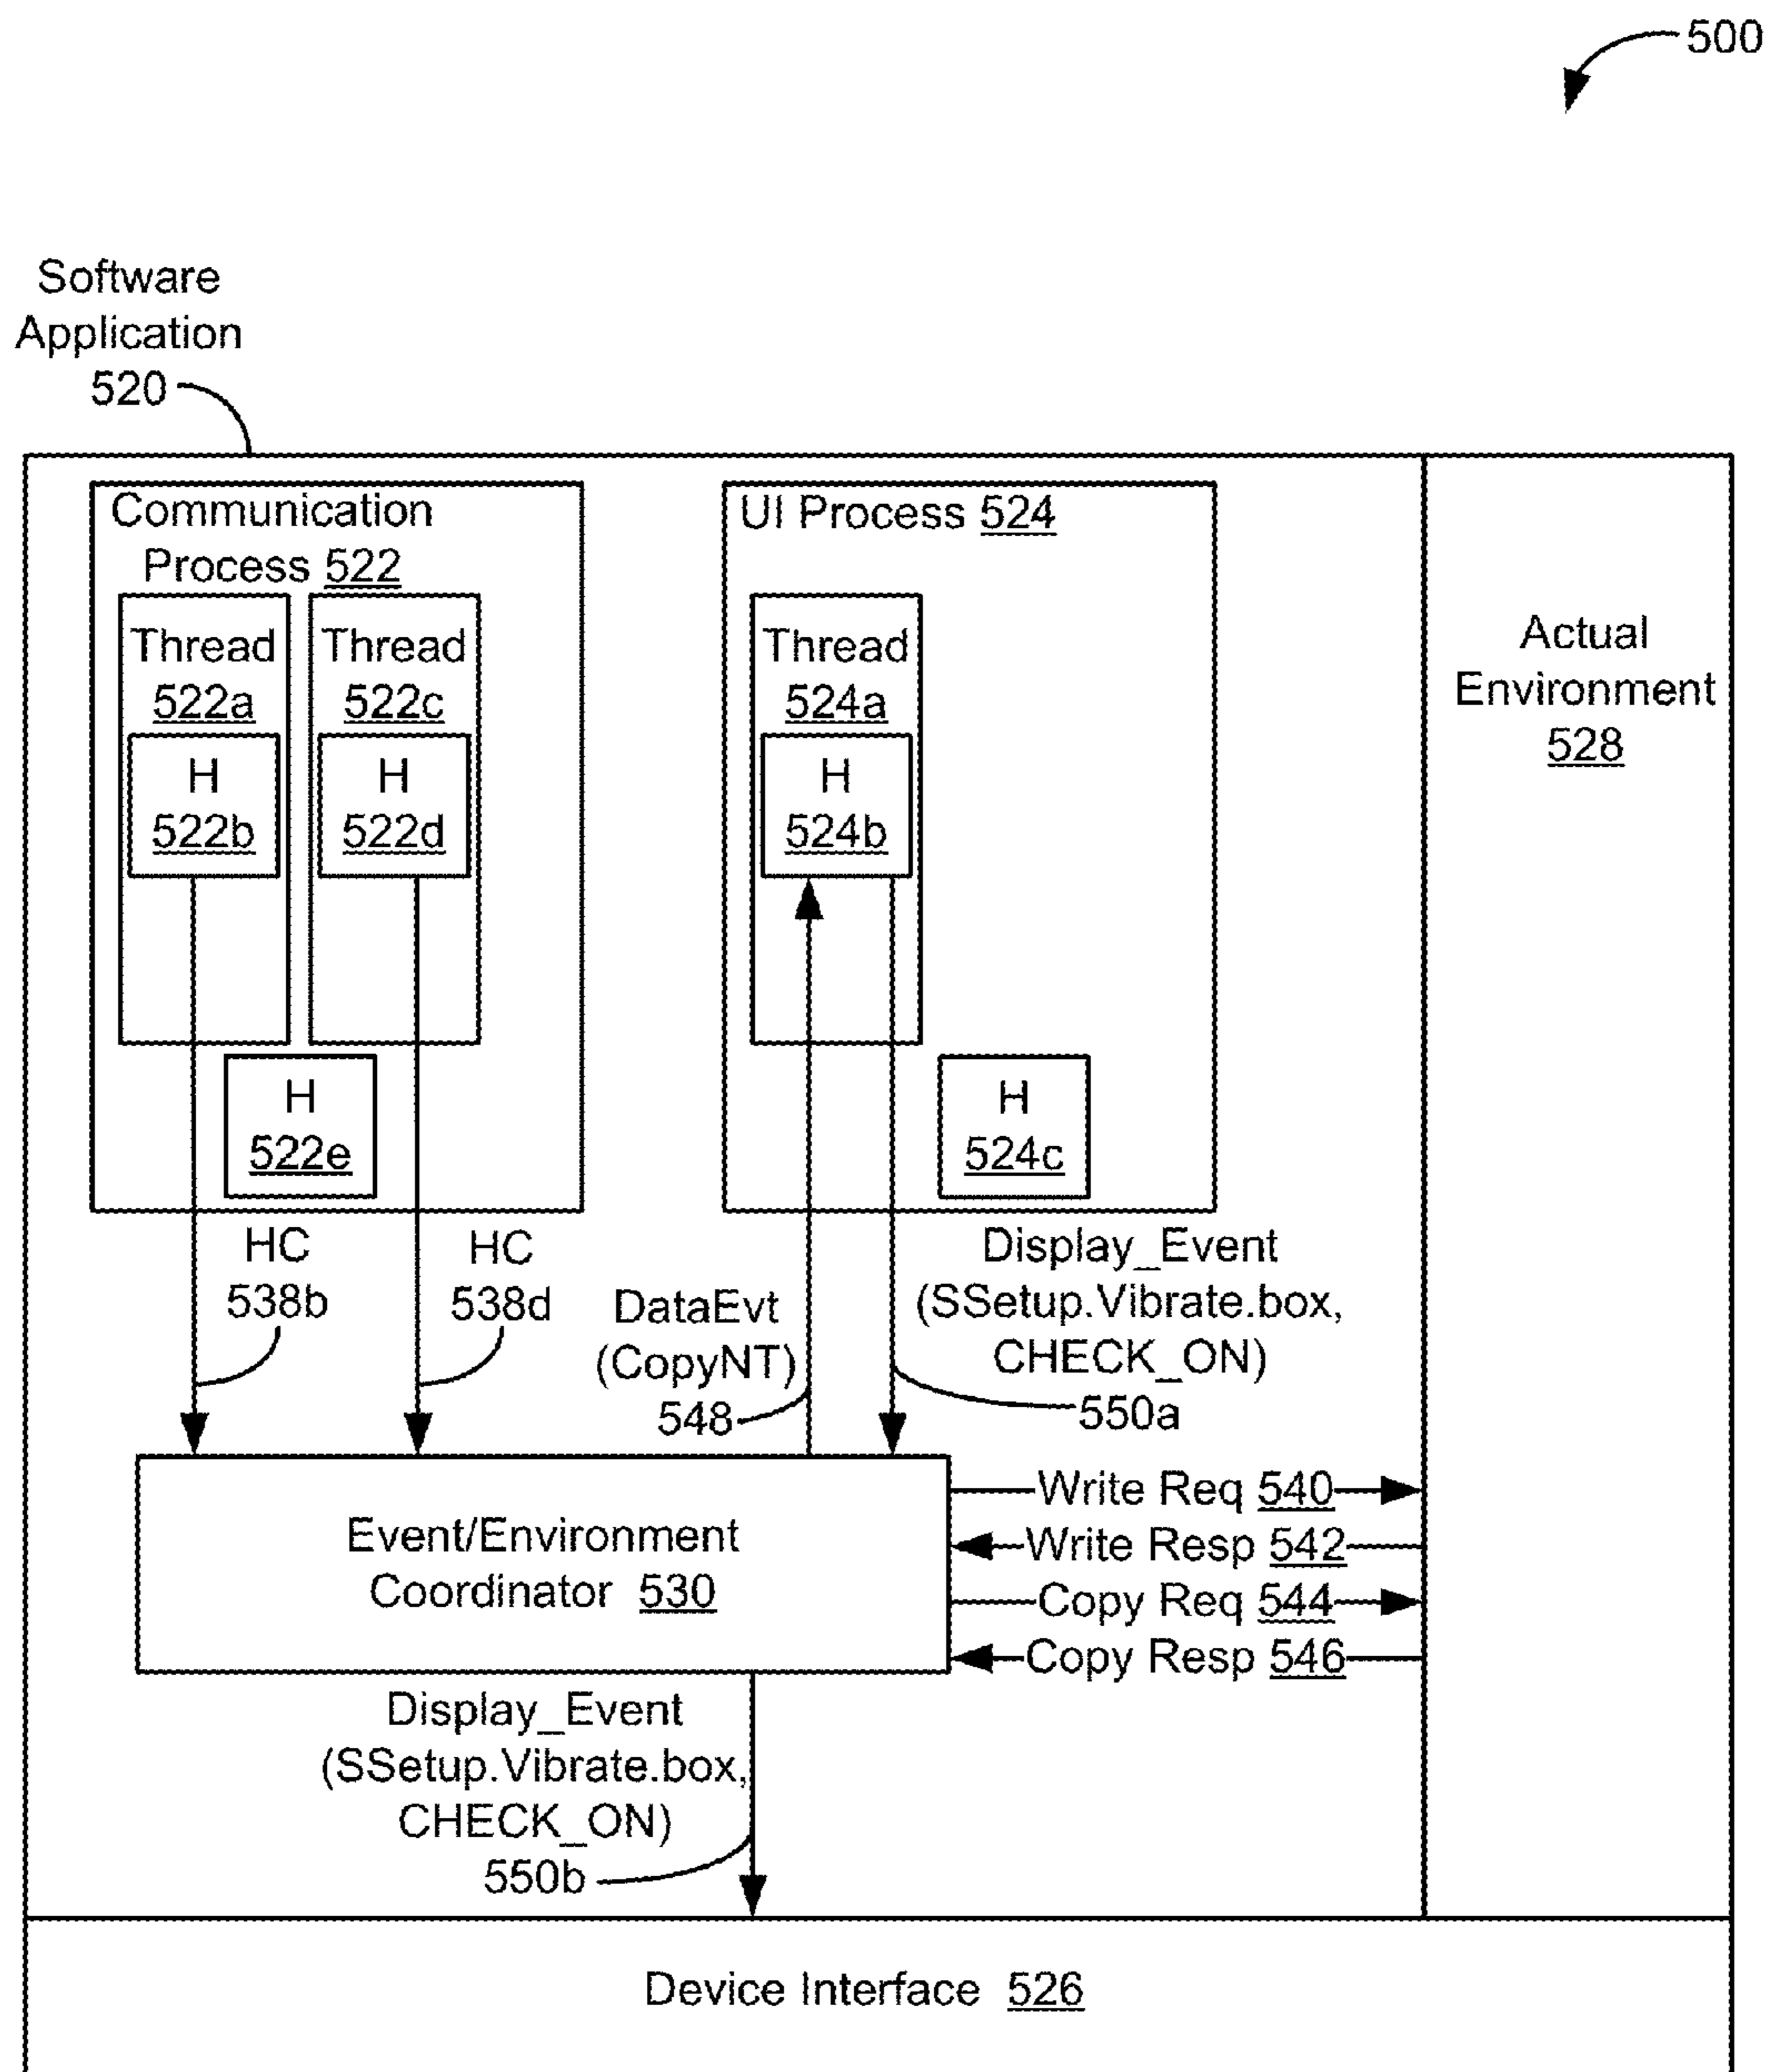 500
Software
Application
520
Communication
Process 522
Thread
522a
H
522b
Thread
522c
H
522d
H
522e
UI Process 524
Thread
524a
H
524b
H
524c
Actual
Environment
528
HC
538b
HC
538d
DataEvt
(CopyNT)
548
Display_Event
(SSetup.Vibrate.box,
CHECK_ON)
550a
Event/Environment
Coordinator 530
Write Req 540
Write Resp 542
Copy Req 544
Copy Resp 546
Display_Event
(SSetup.Vibrate.box,
CHECK_ON)
550b
Device Interface 526